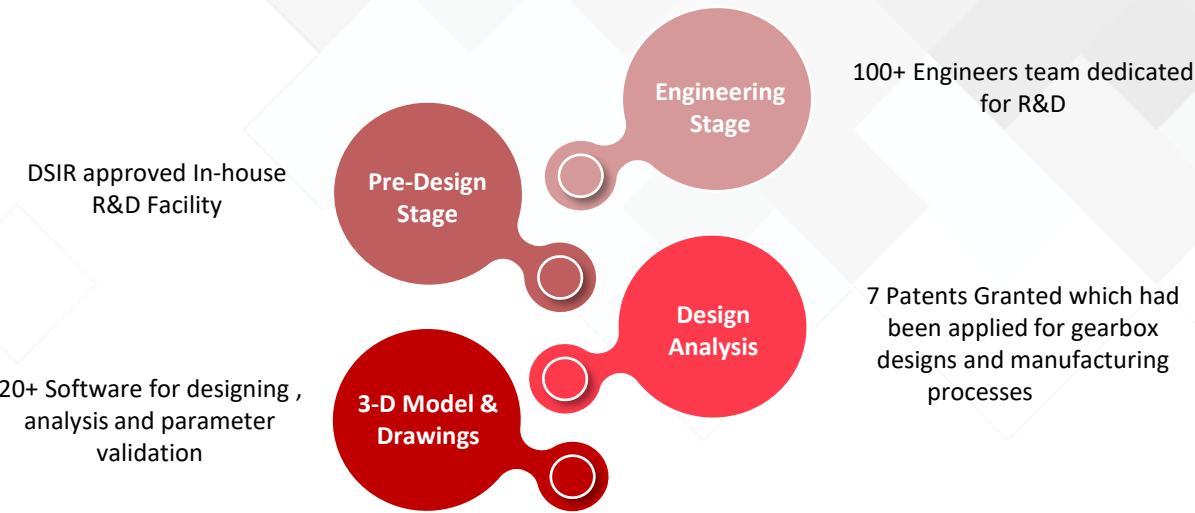 Engineering
Stage
100+ Engineers team dedicated
for R&D
DSIR approved In-house
R&D Facility
Pre-Design
Stage
Design
Analysis
7 Patents Granted which had
been applied for gearbox
designs and manufacturing
processes
20+ Software for designing ,
analysis and parameter
validation
3-D Model &
Drawings